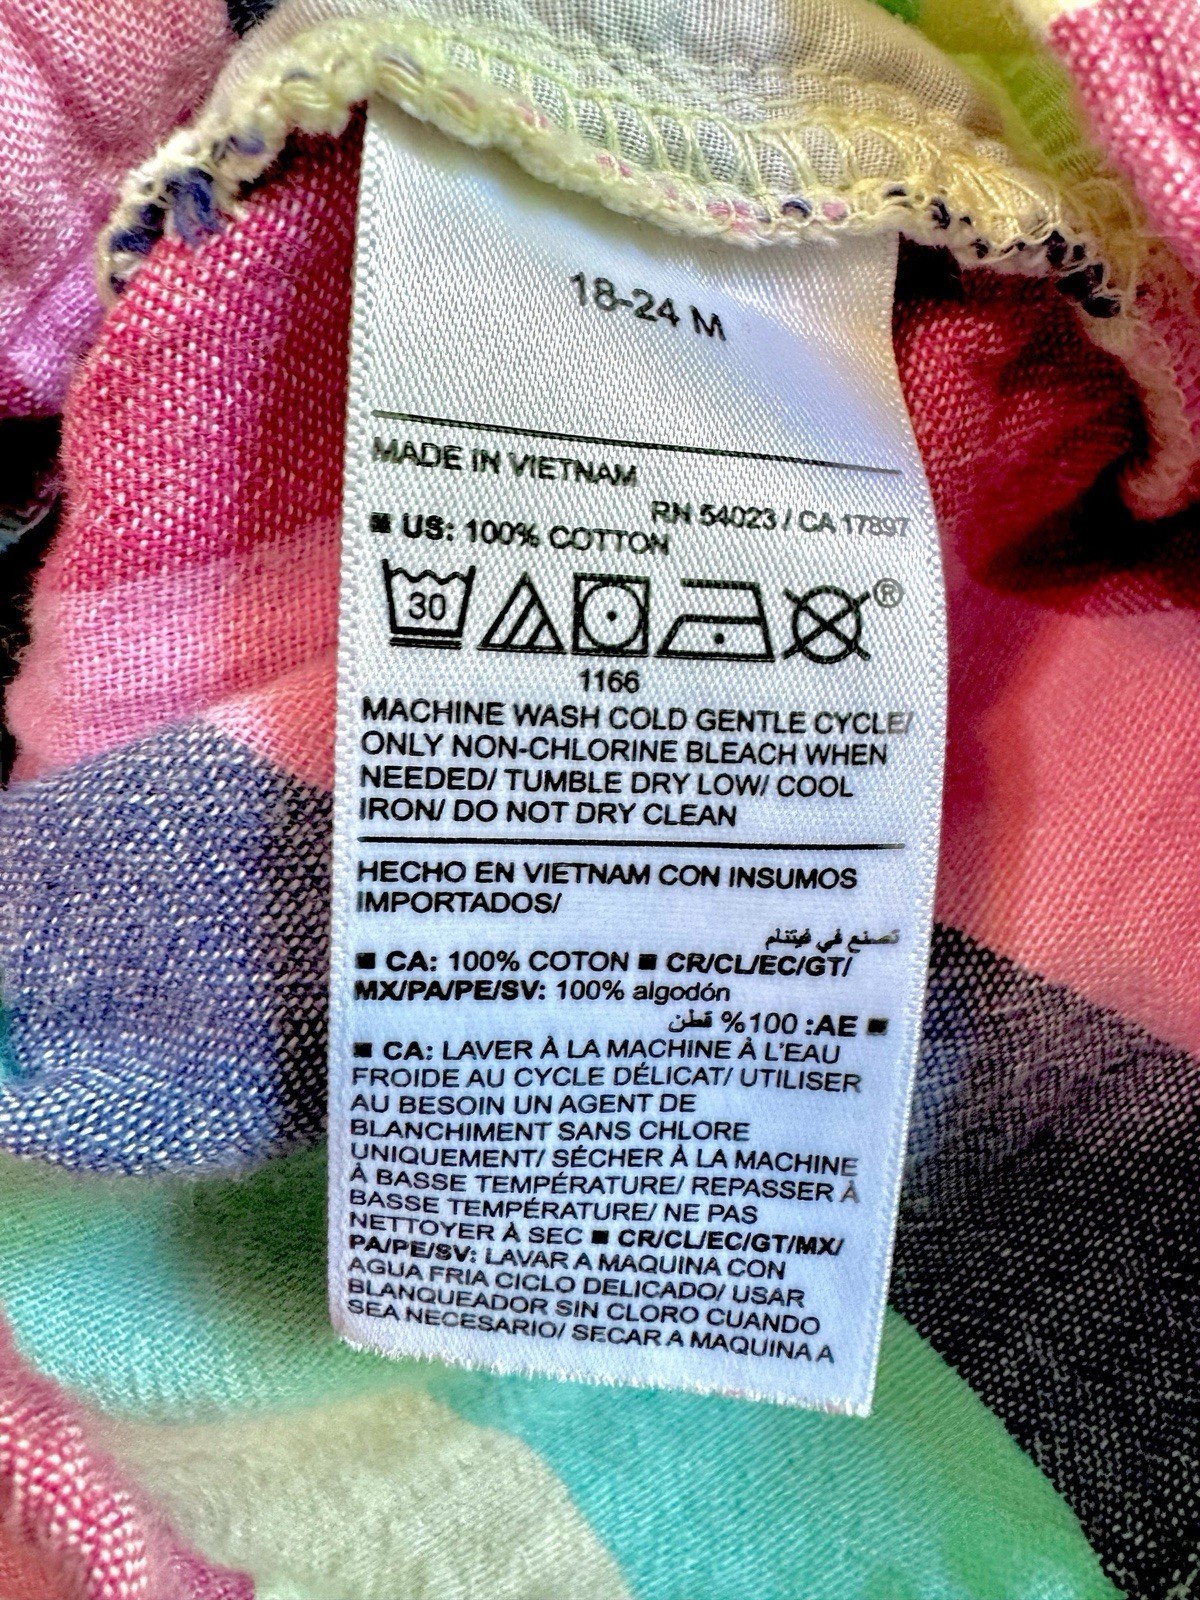 18-24 M
MADE IN VIETNAM
RN 54023 / CA 17897
■ US: 100% COTTON
30
®
1166
MACHINE WASH COLD GENTLE CYCLE/
ONLY NON-CHLORINE BLEACH WHEN
NEEDED/ TUMBLE DRY LOW/ COOL
IRON/ DO NOT DRY CLEAN
HECHO EN VIETNAM CON INSUMOS
IMPORTADOS/
تصنع في فيتنام
■ CA: 100% COTON ■ CR/CL/EC/GT/
MX/PA/PE/SV: 100% algodón
■ AE: 100% قطن
■ CA: LAVER À LA MACHINE À L'EAU
FROIDE AU CYCLE DÉLICAT/ UTILISER
AU BESOIN UN AGENT DE
BLANCHIMENT SANS CHLORE
UNIQUEMENT/ SÉCHER À LA MACHINE
À BASSE TEMPÉRATURE/ REPASSER À
BASSE TEMPÉRATURE/ NE PAS
NETTOYER À SEC ■ CR/CL/EC/GT/MX/
PA/PE/SV: LAVAR A MAQUINA CON
AGUA FRIA CICLO DELICADO/ USAR
BLANQUEADOR SIN CLORO CUANDO
SEA NECESARIO/ SECAR A MAQUINA A